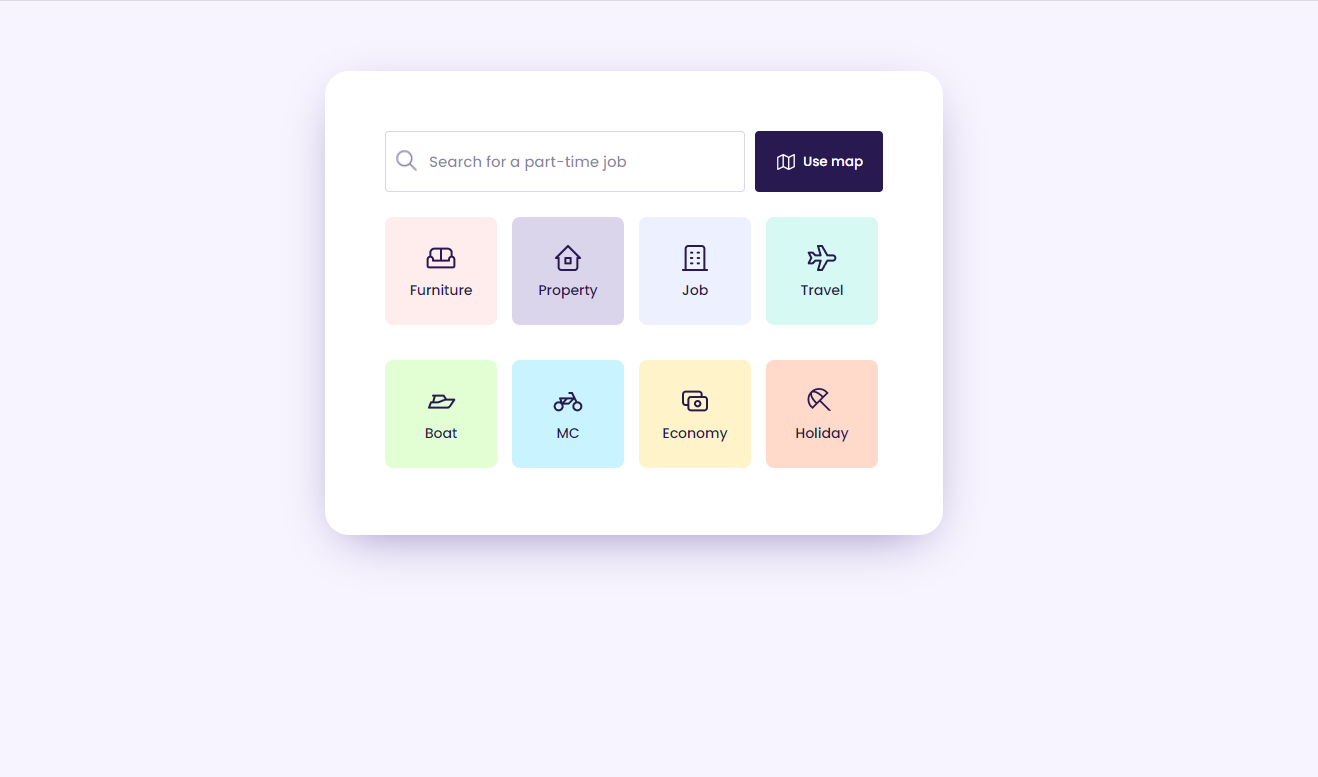 Search for a part-time job
Use map
Furniture
Property
Job
Travel
Boat
MC
Economy
Holiday